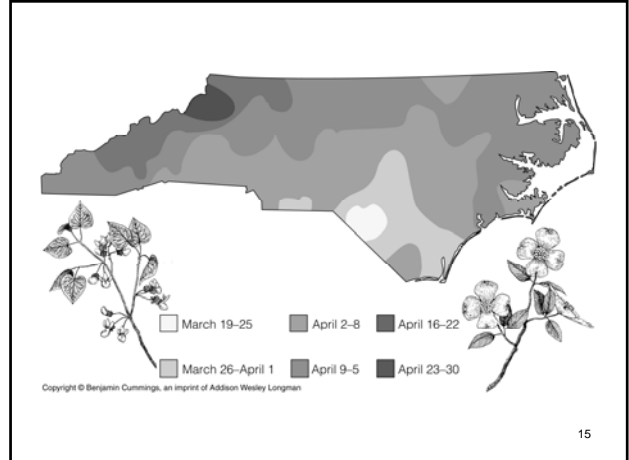 March 19–25
April 2–8
April 16–22
March 26–April 1
April 9–5
April 23–30
Copyright © Benjamin Cummings, an imprint of Addison Wesley Longman
15